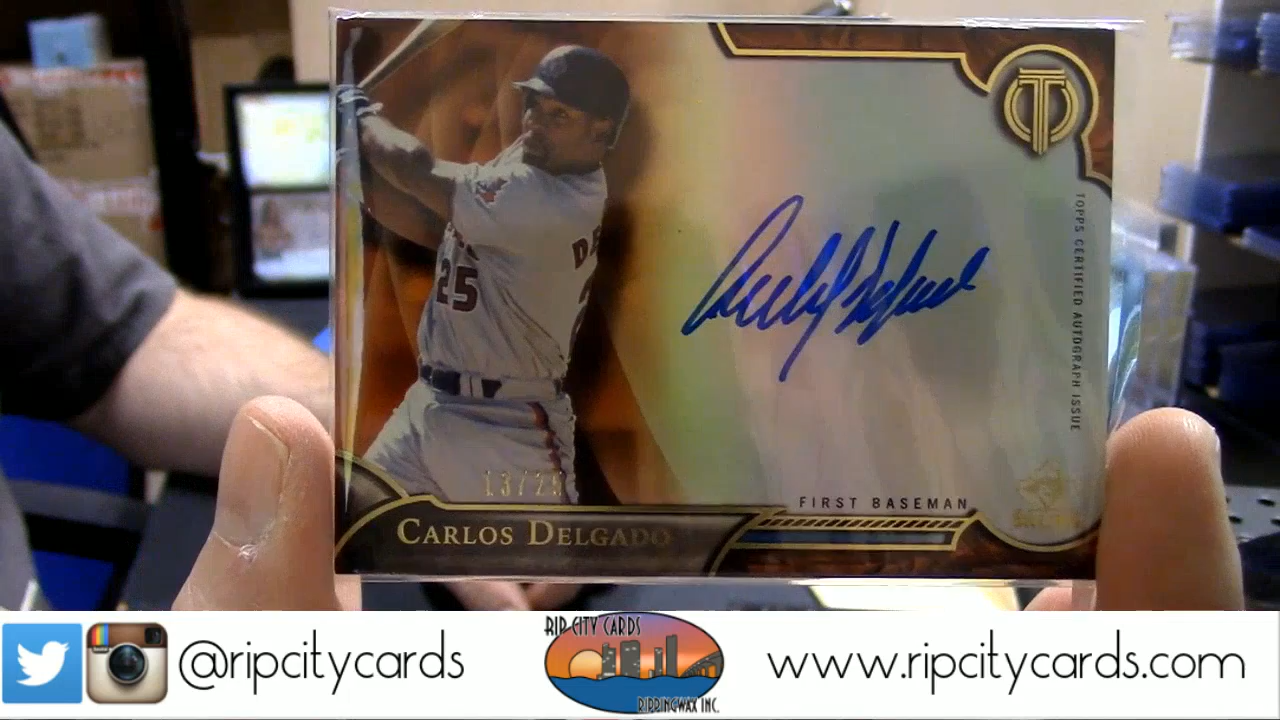 TOPPS CERTIFIED AUTOGRAPH ISSUE
25
13/25
FIRST BASEMAN
CARLOS DELGADO
@ripcitycards
RIP CITY CARDS
RIPPINGWAX INC.
www.ripcitycards.com